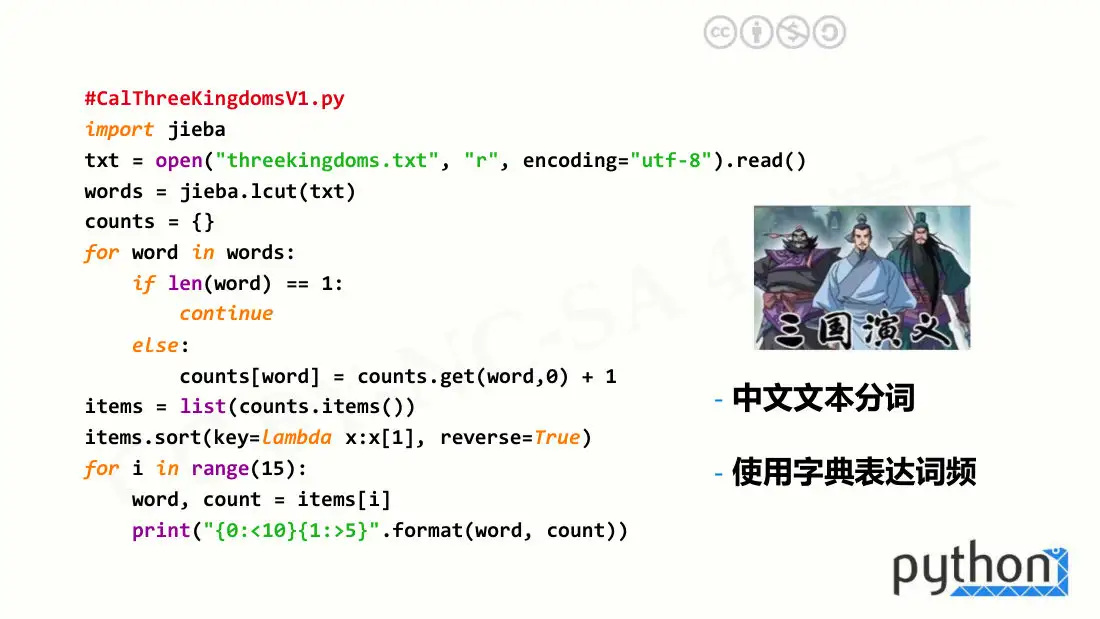 #CalThreeKingdomsV1.py
import jieba
txt = open("threekingdoms.txt", "r", encoding="utf-8").read()
words = jieba.lcut(txt)
counts = {}
for word in words:
    if len(word) == 1:
        continue
    else:
        counts[word] = counts.get(word,0) + 1
items = list(counts.items())
items.sort(key=lambda x:x[1], reverse=True)
for i in range(15):
    word, count = items[i]
    print("{0:<10}{1:>5}".format(word, count))
三国演义
- 中文文本分词
- 使用字典表达词频
python
cc